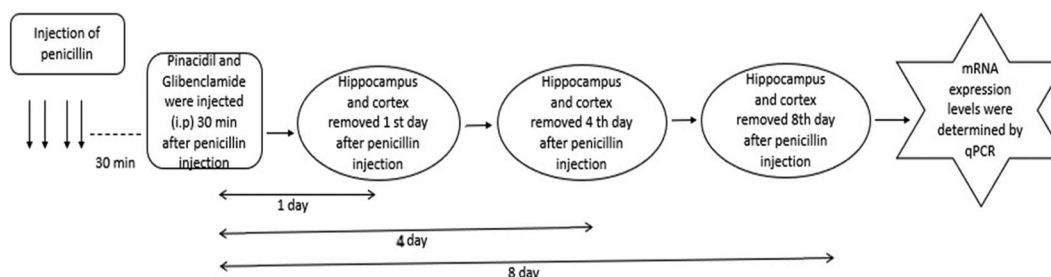 Injection of
penicillin
30 min
Pinacidil and
Glibenclamide
were injected
(i.p) 30 min
after penicillin
injection
Hippocampus
and cortex
removed 1 st day
after penicillin
injection
Hippocampus
and cortex
removed 4 th day
after penicillin
injection
Hippocampus
and cortex
removed 8th day
after penicillin
injection
mRNA
expression
levels were
determined by
qPCR
1 day
4 day
8 day